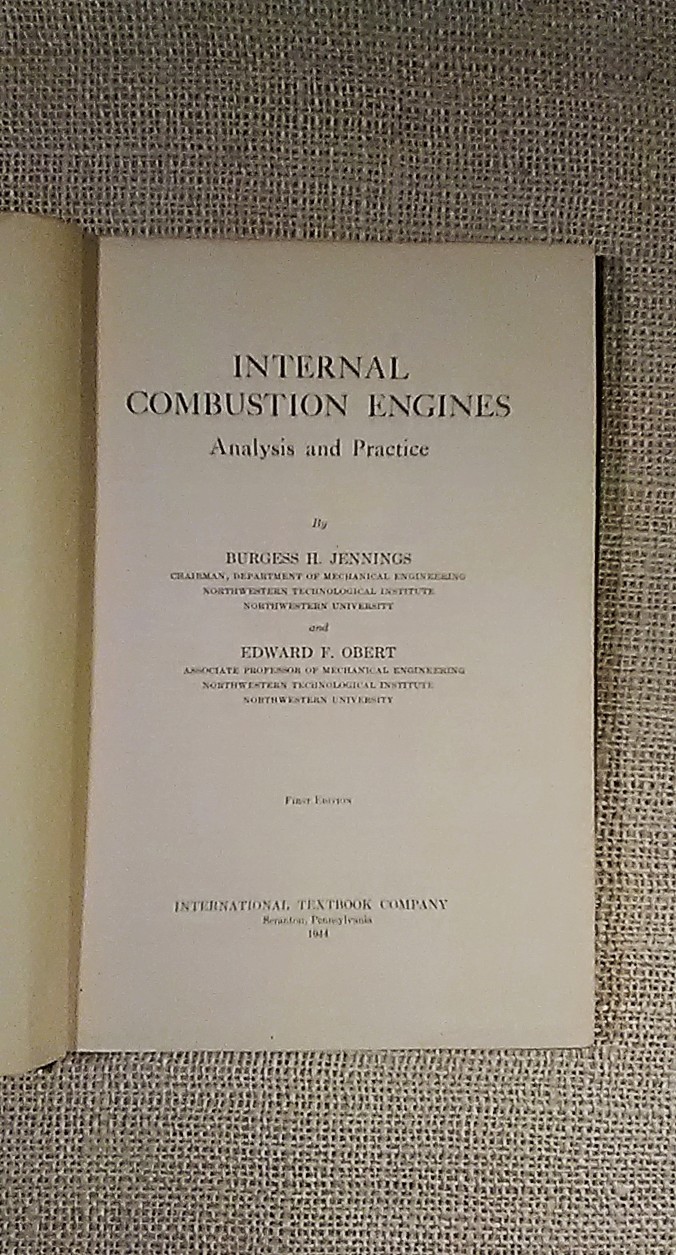 INTERNAL
COMBUSTION ENGINES
Analysis and Practice
By
BURGESS H. JENNINGS
CHAIRMAN, DEPARTMENT OF MECHANICAL ENGINEERING
NORTHWESTERN TECHNOLOGICAL INSTITUTE
NORTHWESTERN UNIVERSITY
and
EDWARD F. OBERT
ASSOCIATE PROFESSOR OF MECHANICAL ENGINEERING
NORTHWESTERN TECHNOLOGICAL INSTITUTE
NORTHWESTERN UNIVERSITY
First Edition
INTERNATIONAL TEXTBOOK COMPANY
Scranton, Pennsylvania
1944